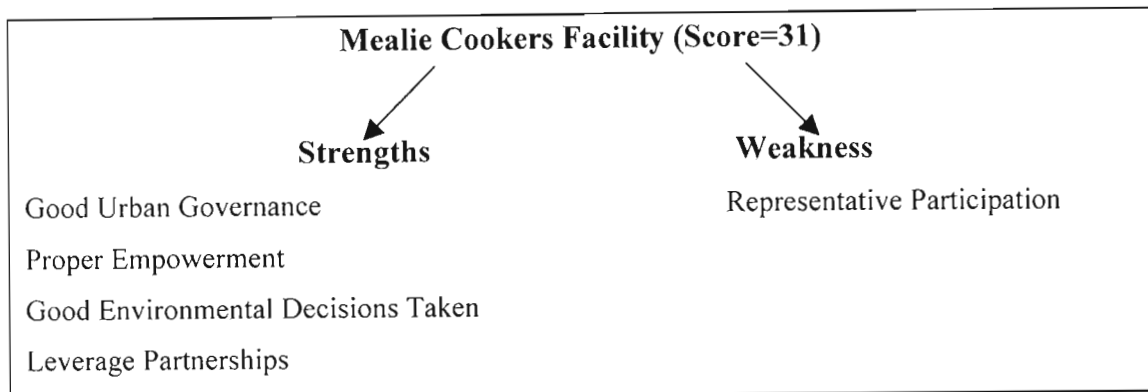 Mealie Cookers Facility (Score=31)
Strengths
Weakness
Good Urban Governance
Representative Participation
Proper Empowerment
Good Environmental Decisions Taken
Leverage Partnerships